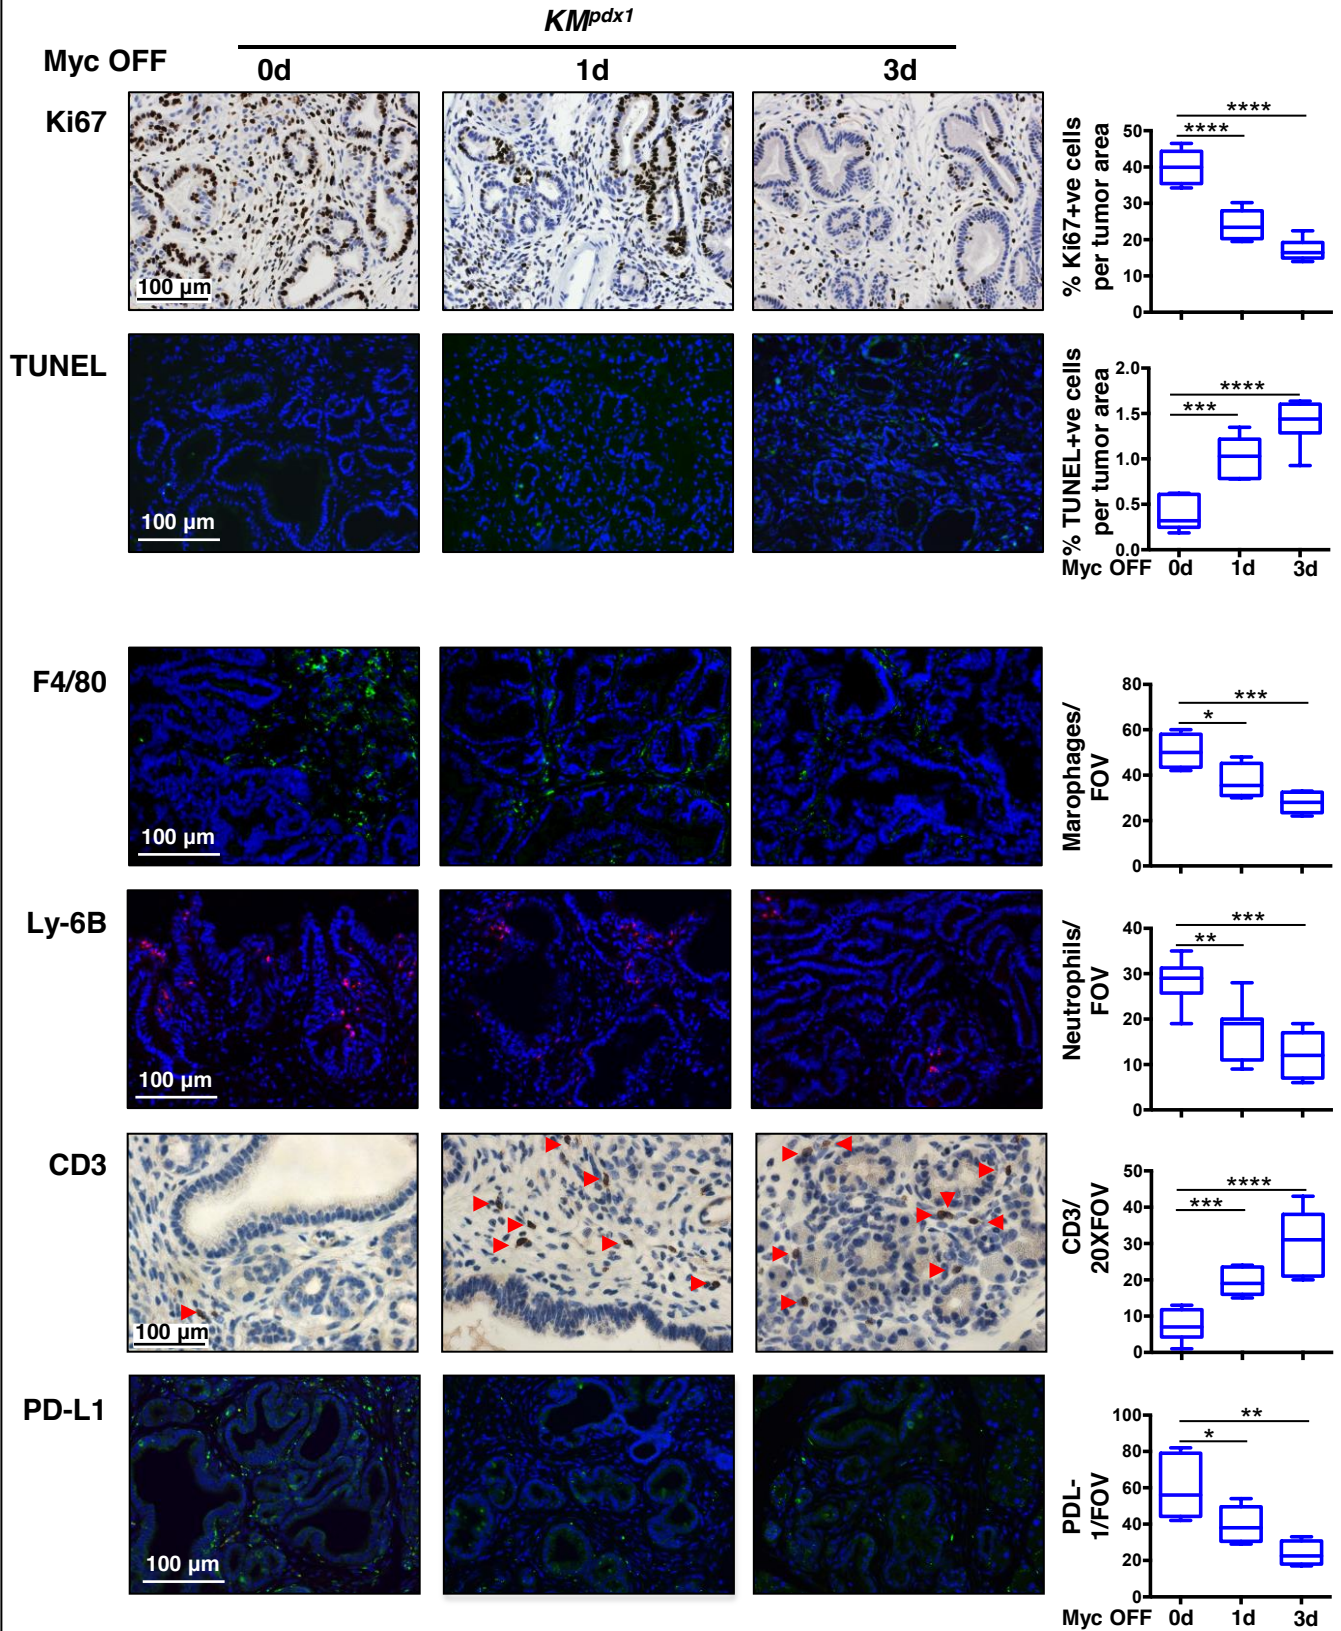 KMpdx1
Myc OFF 0d 1d 3d
Ki67
100 µm
% Ki67+ve cells
per tumor area
50
40
30
20
10
0
****
****
TUNEL
100 µm
% TUNEL+ve cells
per tumor area
2.0
1.5
1.0
0.5
0.0
****
***
Myc OFF 0d 1d 3d
F4/80
100 µm
Marophages/
FOV
80
60
40
20
0
***
*
Ly-6B
100 µm
Neutrophils/
FOV
40
30
20
10
0
***
**
CD3
100 µm
CD3/
20XFOV
50
40
30
20
10
0
****
***
PD-L1
100 µm
PDL-
1/FOV
100
80
60
40
20
0
**
*
Myc OFF 0d 1d 3d